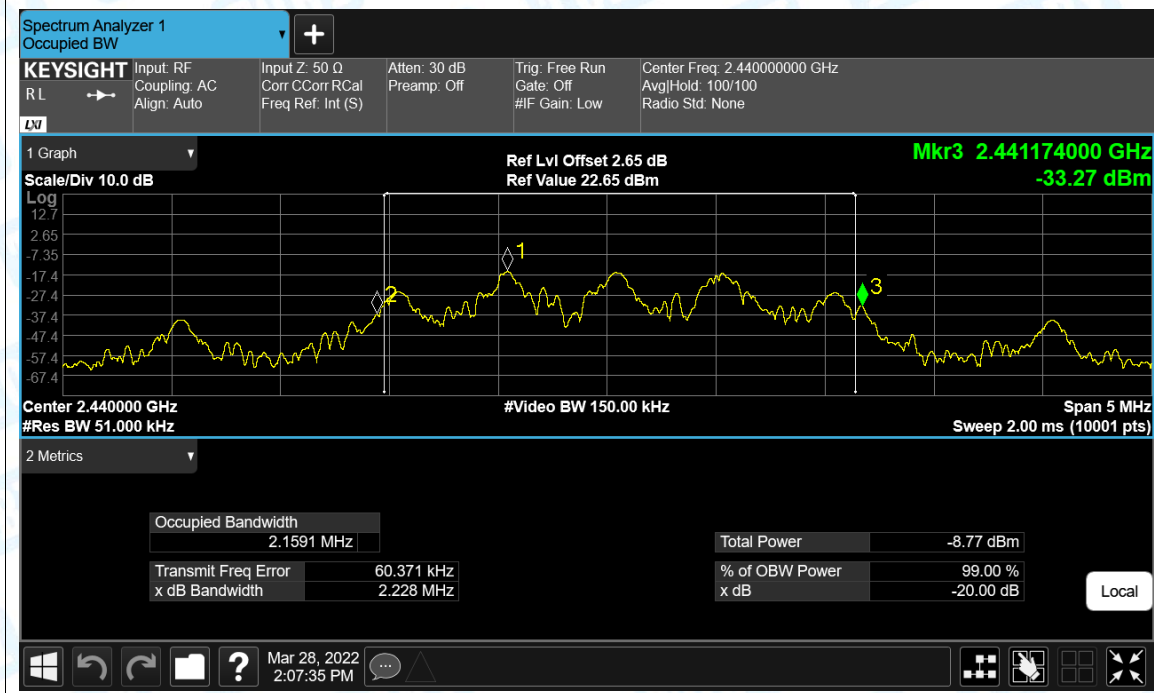 Spectrum Analyzer 1
Occupied BW
KEYSIGHT
R L
LXI
Input: RF
Coupling: AC
Align: Auto
Input Z: 50 Ω
Corr CCorr RCal
Freq Ref: Int (S)
Atten: 30 dB
Preamp: Off
Trig: Free Run
Gate: Off
#IF Gain: Low
Center Freq: 2.440000000 GHz
Avg|Hold: 100/100
Radio Std: None
1 Graph
Scale/Div 10.0 dB
Ref Lvl Offset 2.65 dB
Ref Value 22.65 dBm
Mkr3 2.441174000 GHz
-33.27 dBm
Log
12.7
2.65
-7.35
-17.4
-27.4
-37.4
-47.4
-57.4
-67.4
1
2
3
Center 2.440000 GHz
#Video BW 150.00 kHz
Span 5 MHz
#Res BW 51.000 kHz
Sweep 2.00 ms (10001 pts)
2 Metrics
Occupied Bandwidth
2.1591 MHz
Total Power -8.77 dBm
Transmit Freq Error 60.371 kHz
% of OBW Power 99.00 %
x dB Bandwidth 2.228 MHz
x dB -20.00 dB
Local
?
Mar 28, 2022
2:07:35 PM